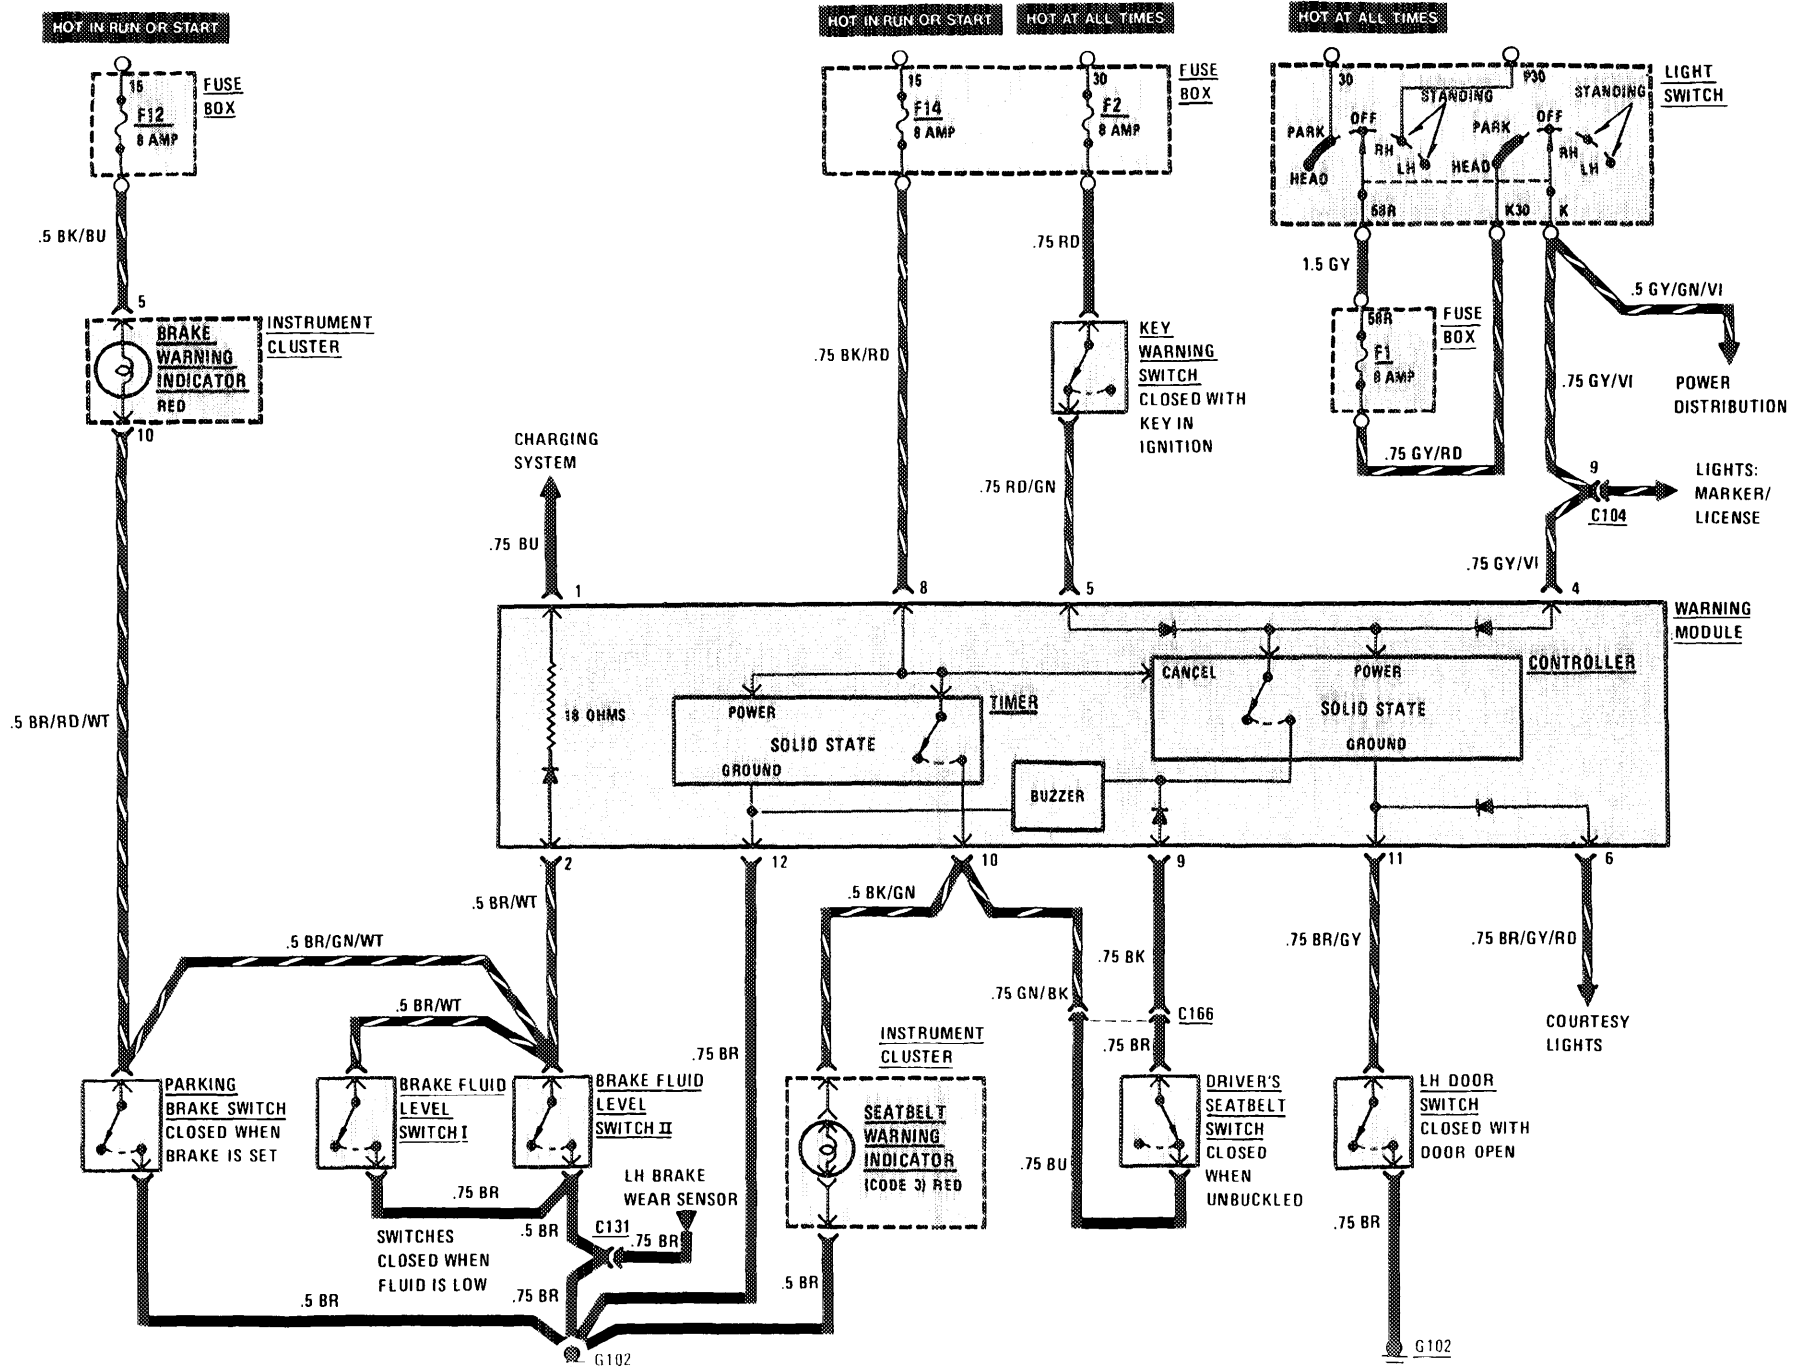 HOT IN RUN OR START
HOT IN RUN OR START
HOT AT ALL TIMES
HOT AT ALL TIMES
15
F12
8 AMP
FUSE
BOX
15
F14
8 AMP
30
F2
8 AMP
FUSE
BOX
30
P30
STANDING
STANDING
PARK
OFF
RH
LH
HEAD
PARK
OFF
RH
LH
HEAD
58R
K30
K
LIGHT
SWITCH
.5 BK/BU
.75 RD
1.5 GY
.5 GY/GN/VI
5
BRAKE
WARNING
INDICATOR
RED
INSTRUMENT
CLUSTER
10
.75 BK/RD
KEY
WARNING
SWITCH
CLOSED WITH
KEY IN
IGNITION
58R
F1
8 AMP
FUSE
BOX
.75 GY/VI
POWER
DISTRIBUTION
CHARGING
SYSTEM
.75 RD/GN
.75 GY/RD
9
C104
LIGHTS:
MARKER/
LICENSE
.75 BU
.75 GY/VI
1
8
5
4
WARNING
MODULE
.5 BR/RD/WT
18 OHMS
POWER
SOLID STATE
GROUND
TIMER
BUZZER
CANCEL
POWER
SOLID STATE
GROUND
CONTROLLER
2
12
10
9
11
6
.5 BR/WT
.5 BK/GN
.5 BR/GN/WT
.5 BR/WT
.75 BR
.75 GN/BK
.75 BK
C166
.75 BR
.75 BR/GY
.75 BR/GY/RD
COURTESY
LIGHTS
PARKING
BRAKE SWITCH
CLOSED WHEN
BRAKE IS SET
BRAKE FLUID
LEVEL
SWITCH I
BRAKE FLUID
LEVEL
SWITCH II
INSTRUMENT
CLUSTER
SEATBELT
WARNING
INDICATOR
(CODE 3) RED
.75 BU
DRIVER'S
SEATBELT
SWITCH
CLOSED
WHEN
UNBUCKLED
LH DOOR
SWITCH
CLOSED WITH
DOOR OPEN
.75 BR
LH BRAKE
WEAR SENSOR
SWITCHES
CLOSED WHEN
FLUID IS LOW
.5 BR
C131
.75 BR
.75 BR
.5 BR
.5 BR
.75 BR
G102
G102